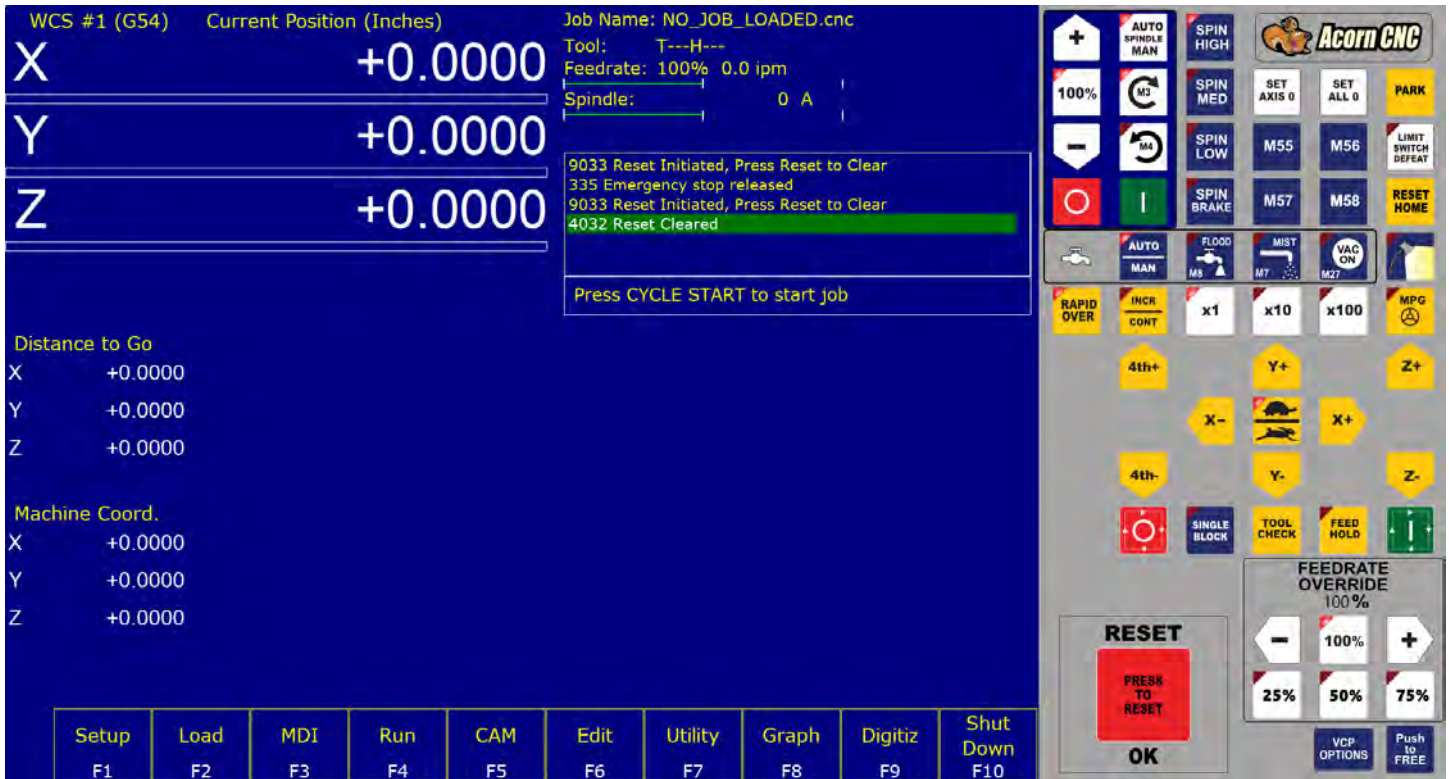 WCS #1 (G54) Current Position (Inches)
X +0.0000
Y +0.0000
Z +0.0000
Job Name: NO_JOB_LOADED.cnc
Tool: T---H---
Feedrate: 100% 0.0 ipm
Spindle: 0 A
9033 Reset Initiated, Press Reset to Clear
335 Emergency stop released
9033 Reset Initiated, Press Reset to Clear
4032 Reset Cleared
Press CYCLE START to start job
Distance to Go
X +0.0000
Y +0.0000
Z +0.0000
Machine Coord.
X +0.0000
Y +0.0000
Z +0.0000
Setup Load MDI Run CAM Edit Utility Graph Digitiz Shut Down
F1 F2 F3 F4 F5 F6 F7 F8 F9 F10
+ AUTO SPINDLE MAN SPIN HIGH Acorn CNC
100% M3 SPIN MED SET AXIS 0 SET ALL 0 PARK
- M4 SPIN LOW M55 M56 LIMIT SWITCH DEFEAT
O I SPIN BRAKE M57 M58 RESET HOME
AUTO MAN FLOOD M8 MIST M7 VAC ON M27
RAPID OVER INCR CONT x1 x10 x100 MPG
4th+ Y+ Z+
X- X+
4th- Y- Z-
O SINGLE BLOCK TOOL CHECK FEED HOLD I
FEEDRATE
OVERRIDE
100%
- 100% +
25% 50% 75%
RESET
PRESS
TO
RESET
OK
VCP OPTIONS Push to FREE